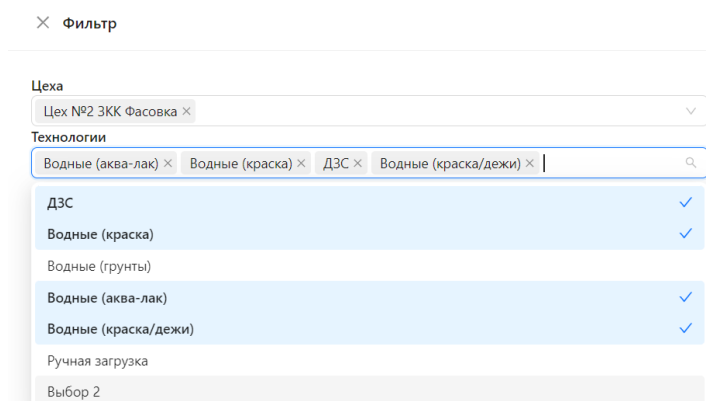 Фильтр
Цеха
Цех №2 ЗКК Фасовка
Технологии
Водные (аква-лак) Водные (краска) ДЗС Водные (краска/дежи)
ДЗС
Водные (краска)
Водные (грунты)
Водные (аква-лак)
Водные (краска/дежи)
Ручная загрузка
Выбор 2